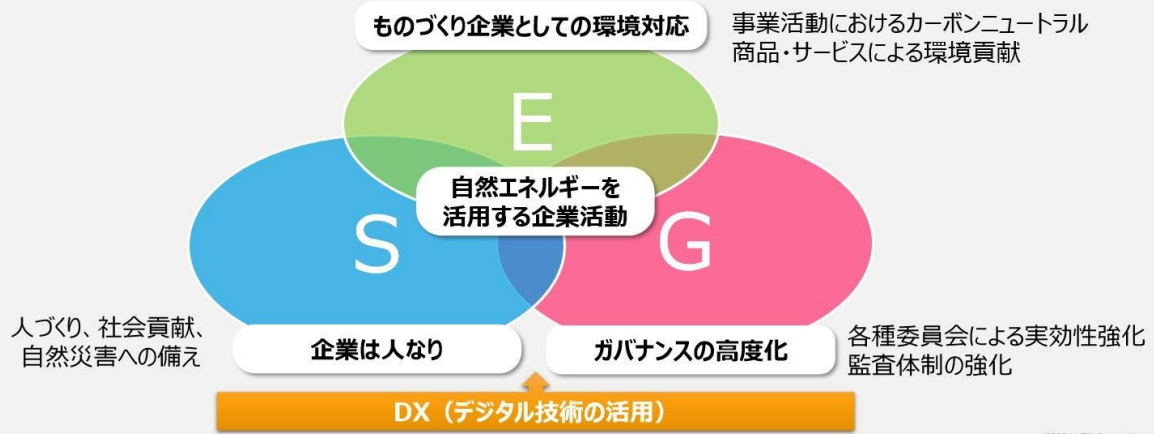 ものづくり企業としての環境対応
事業活動におけるカーボンニュートラル
商品・サービスによる環境貢献
E
自然エネルギーを
活用する企業活動
S
G
人づくり、社会貢献、
自然災害への備え
企業は人なり
ガバナンスの高度化
各種委員会による実効性強化
監査体制の強化
DX（デジタル技術の活用）